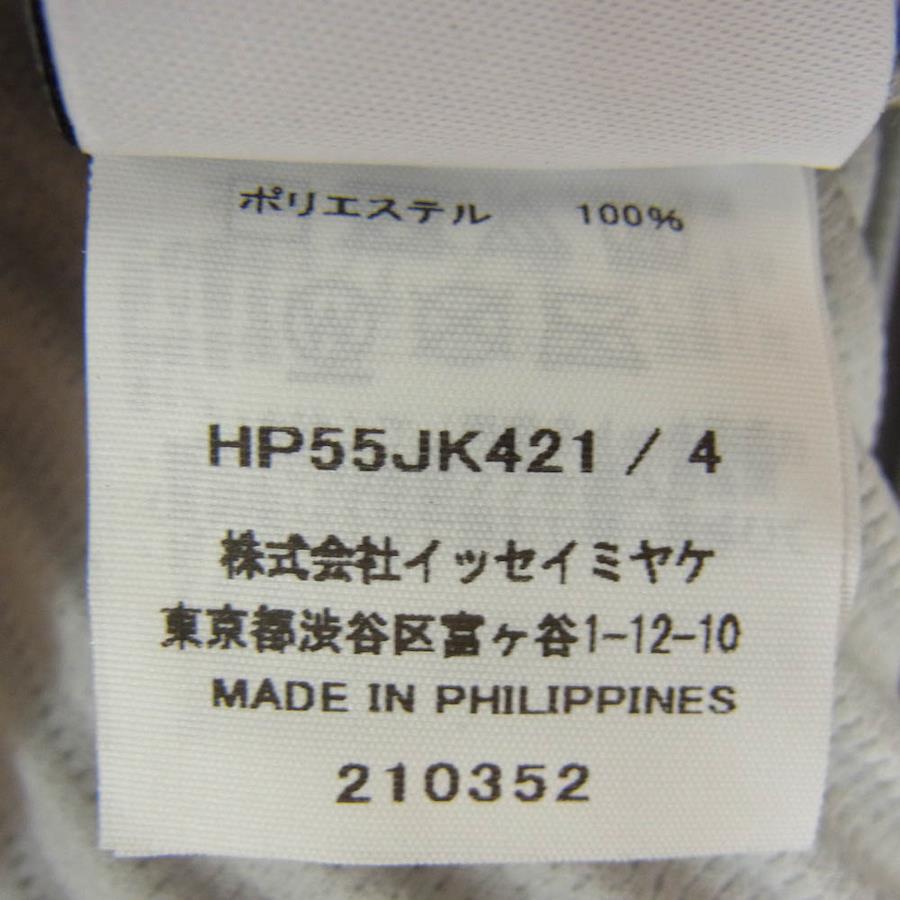 ポリエステル 100%
HP55JK421 / 4
株式会社イッセイミヤケ
東京都渋谷区富ヶ谷1-12-10
MADE IN PHILIPPINES
210352